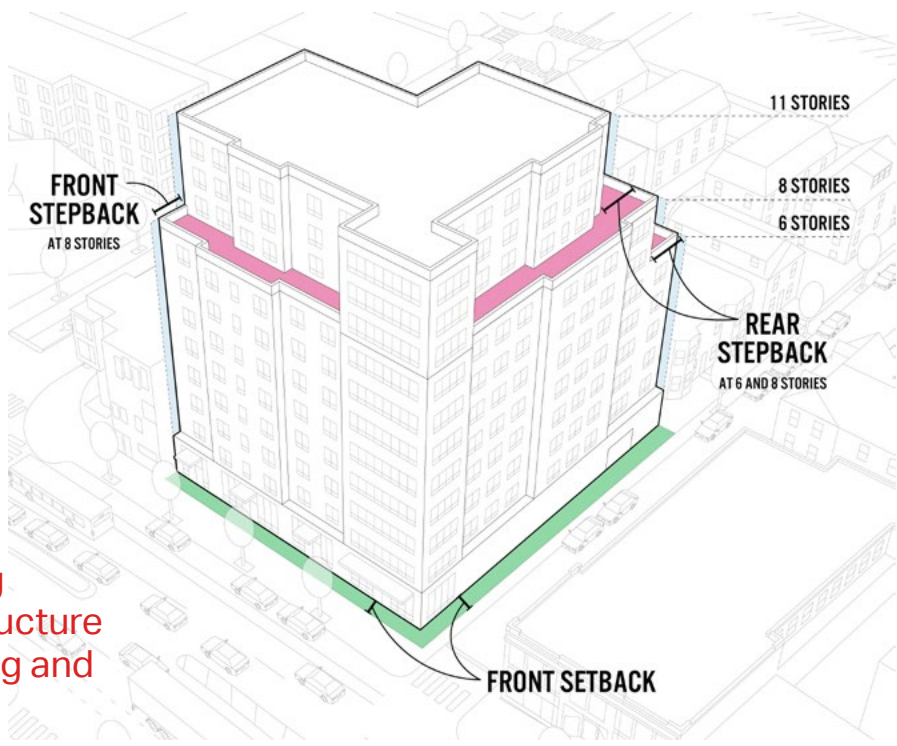 11 STORIES
8 STORIES
6 STORIES
FRONT
STEPBACK
AT 8 STORIES
REAR
STEPBACK
AT 6 AND 8 STORIES
ucture
g and
FRONT SETBACK